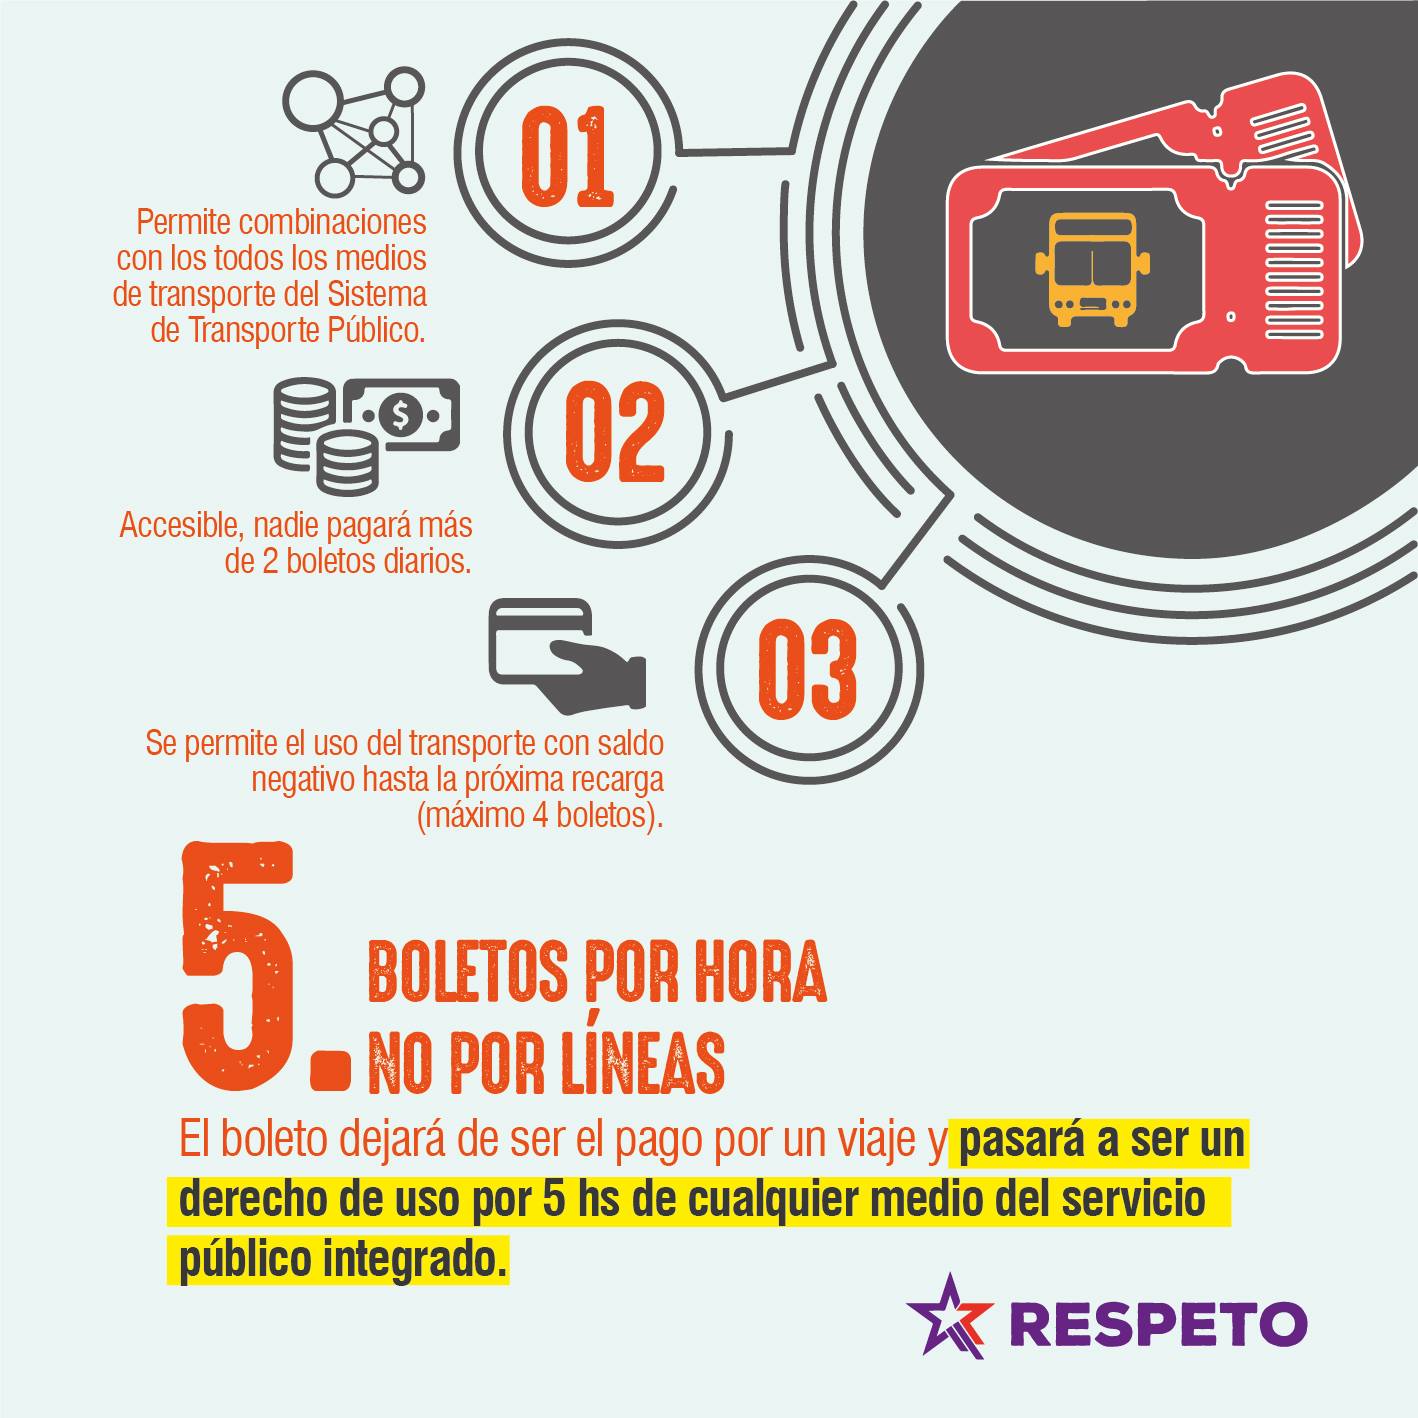 01
Permite combinaciones
con los todos los medios
de transporte del Sistema
de Transporte Público.
02
$
Accesible, nadie pagará más
de 2 boletos diarios.
03
Se permite el uso del transporte con saldo
negativo hasta la próxima recarga
(máximo 4 boletos).
5. BOLETOS POR HORA
NO POR LÍNEAS
El boleto dejará de ser el pago por un viaje y pasará a ser un
derecho de uso por 5 hs de cualquier medio del servicio
público integrado.
RESPETO